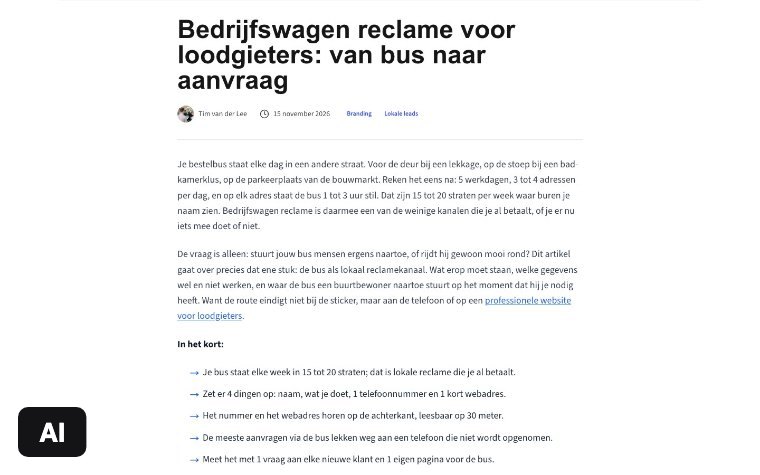 Bedrijfswagen reclame voor
loodgieters: van bus naar
aanvraag
Tim van der Lee 15 november 2026 Branding Lokale leads
Je bestelbus staat elke dag in een andere straat. Voor de deur bij een lekkage, op de stoep bij een bad-
kamerklus, op de parkeerplaats van de bouwmarkt. Reken het eens na: 5 werkdagen, 3 tot 4 adressen
per dag, en op elk adres staat de bus 1 tot 3 uur stil. Dat zijn 15 tot 20 straten per week waar buren je
naam zien. Bedrijfswagen reclame is daarmee een van de weinige kanalen die je al betaalt, of je er nu
iets mee doet of niet.
De vraag is alleen: stuurt jouw bus mensen ergens naartoe, of rijdt hij gewoon mooi rond? Dit artikel
gaat over precies dat ene stuk: de bus als lokaal reclamekanaal. Wat erop moet staan, welke gegevens
wel en niet werken, en waar de bus een buurtbewoner naartoe stuurt op het moment dat hij je nodig
heeft. Want de route eindigt niet bij de sticker, maar aan de telefoon of op een professionele website
voor loodgieters.
In het kort:
→ Je bus staat elke week in 15 tot 20 straten; dat is lokale reclame die je al betaalt.
→ Zet er 4 dingen op: naam, wat je doet, 1 telefoonnummer en 1 kort webadres.
→ Het nummer en het webadres horen op de achterkant, leesbaar op 30 meter.
→ De meeste aanvragen via de bus lekken weg aan een telefoon die niet wordt opgenomen.
→ Meet het met 1 vraag aan elke nieuwe klant en 1 eigen pagina voor de bus.
AI